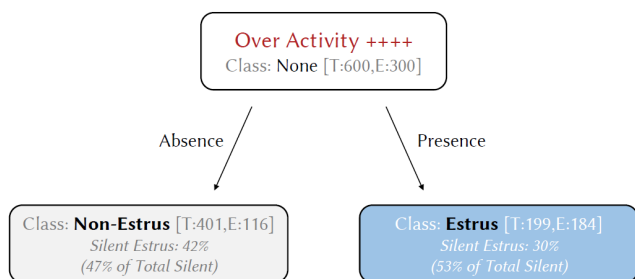 Over Activity ++++
Class: None [T:600,E:300]
Absence
Presence
Class: Non-Estrus [T:401,E:116]
Silent Estrus: 42%
(47% of Total Silent)
Class: Estrus [T:199,E:184]
Silent Estrus: 30%
(53% of Total Silent)